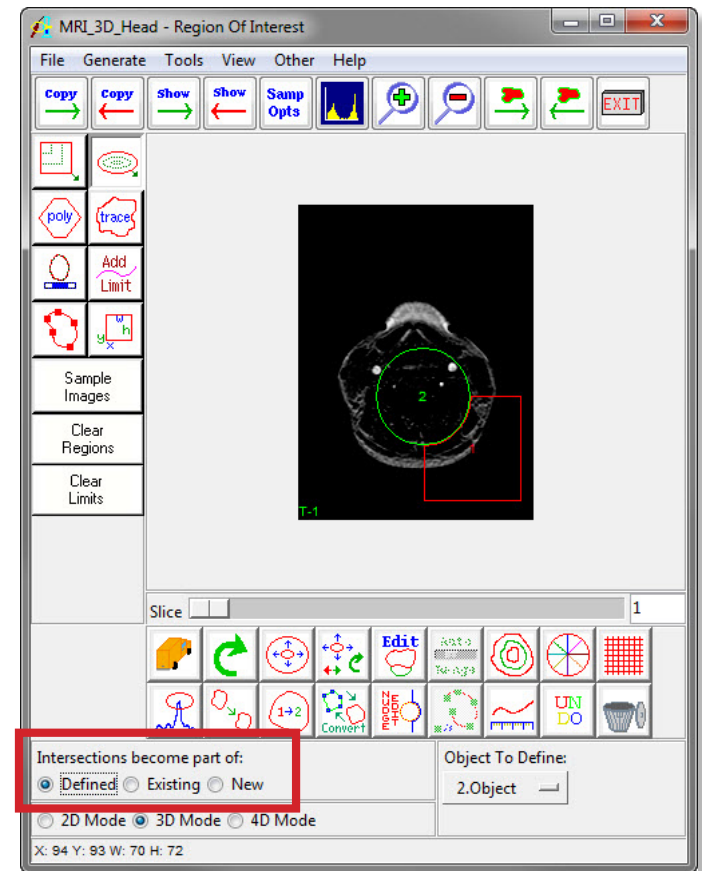 MRI_3D_Head - Region Of Interest
File Generate Tools View Other Help
Copy Copy Show Show Samp Opts EXIT
poly trace
Add Limit
w h y x
Sample Images
Clear Regions
Clear Limits
2
1
T-1
Slice 1
Edit Auto
1→2 Convert NUDGE EDIT UN DO
Intersections become part of:
Defined Existing New
Object To Define:
2.Object
2D Mode 3D Mode 4D Mode
X: 94 Y: 93 W: 70 H: 72